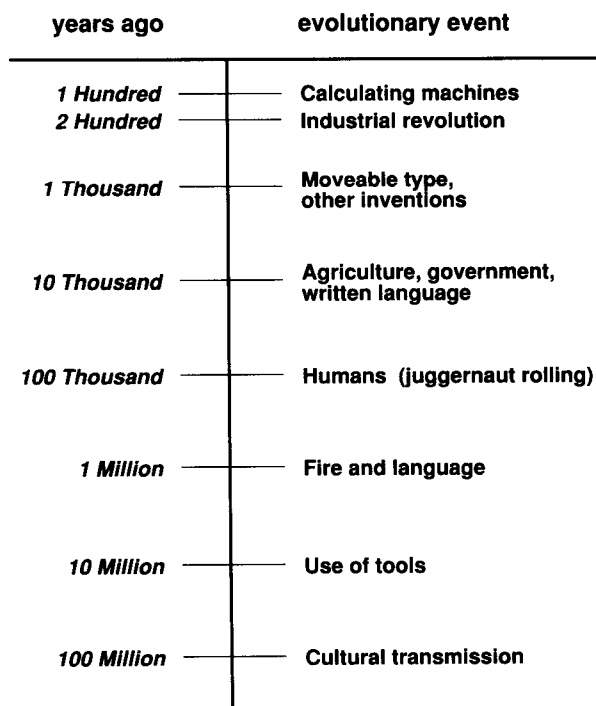 years ago evolutionary event
1 Hundred Calculating machines
2 Hundred Industrial revolution
1 Thousand Moveable type,
other inventions
10 Thousand Agriculture, government,
written language
100 Thousand Humans (juggernaut rolling)
1 Million Fire and language
10 Million Use of tools
100 Million Cultural transmission